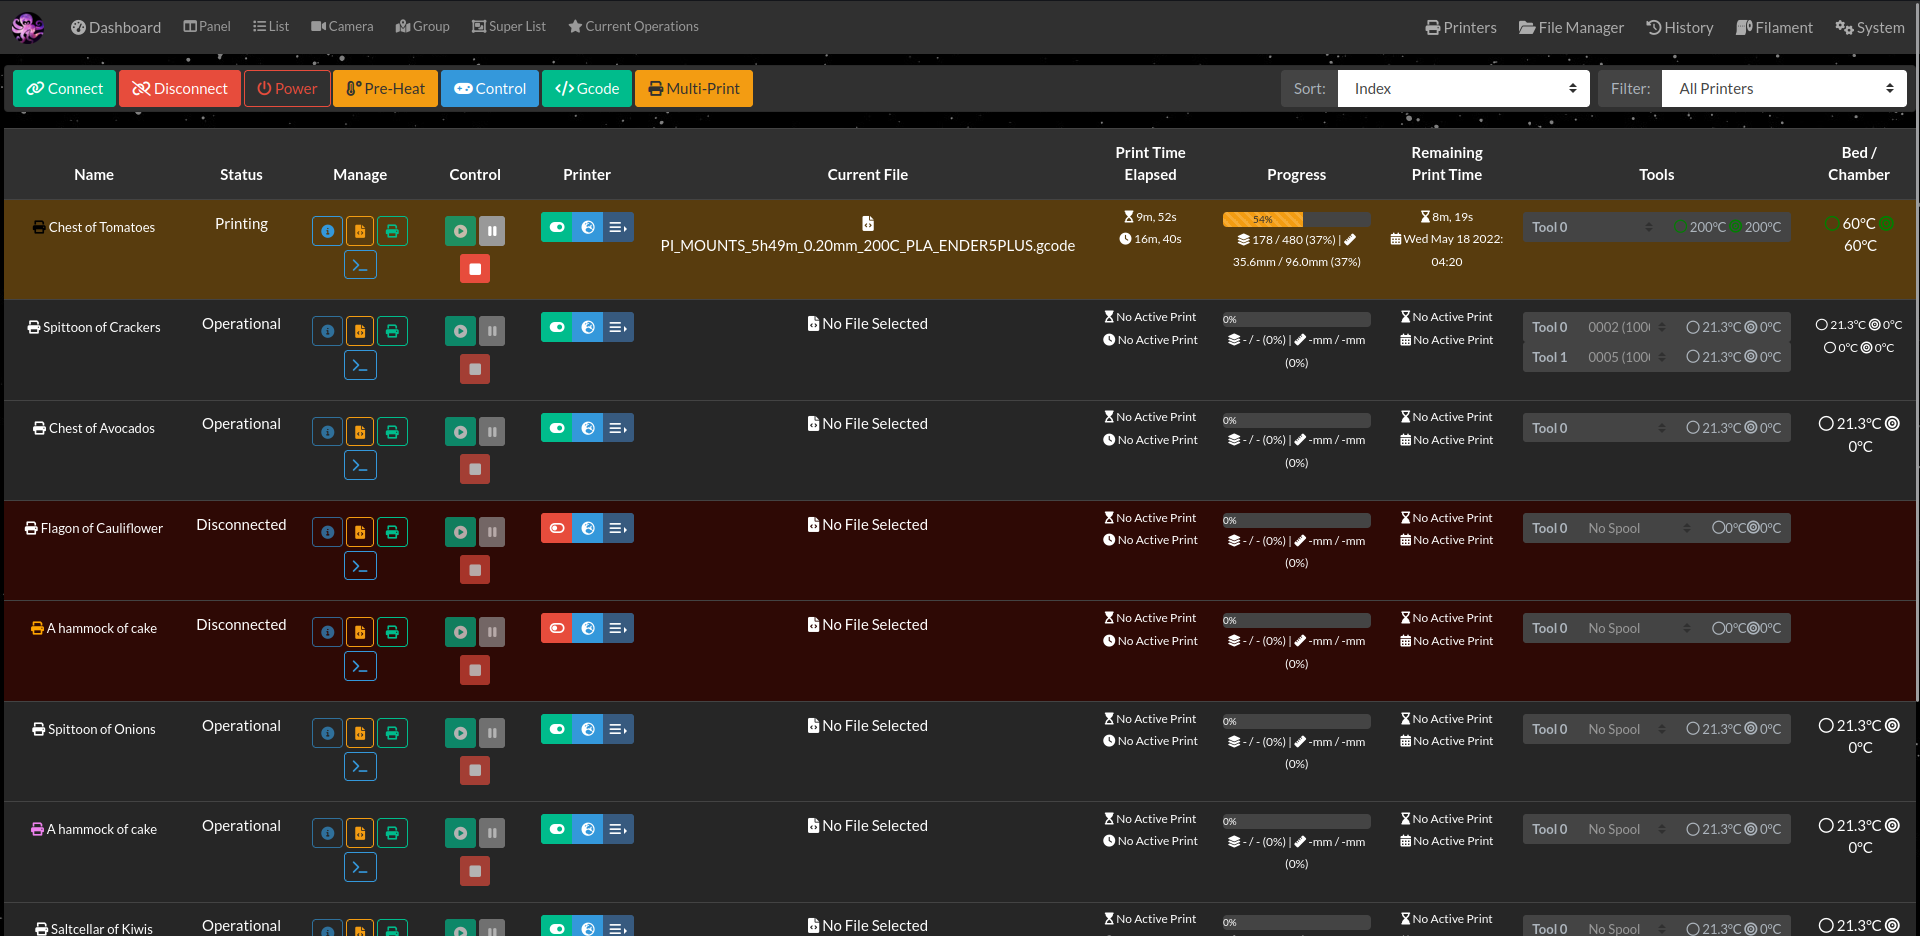 Dashboard Panel List Camera Group Super List Current Operations Printers File Manager History Filament System
Connect Disconnect Power Pre-Heat Control Gcode Multi-Print Sort: Index Filter: All Printers
Name Status Manage Control Printer Current File Print Time Elapsed Progress Remaining Print Time Tools Bed / Chamber
Chest of Tomatoes Printing
PI_MOUNTS_5h49m_0.20mm_200C_PLA_ENDER5PLUS.gcode
9m, 52s
16m, 40s
54%
178 / 480 (37%) |
35.6mm / 96.0mm (37%)
8m, 19s
Wed May 18 2022:
04:20
Tool 0 200°C 200°C
60°C
60°C
Spittoon of Crackers Operational No File Selected
No Active Print
No Active Print
0%
- / - (0%) | -mm / -mm
(0%)
No Active Print
No Active Print
Tool 0 0002 (100 21.3°C 0°C
Tool 1 0005 (100 21.3°C 0°C
21.3°C 0°C
0°C 0°C
Chest of Avocados Operational No File Selected
No Active Print
No Active Print
0%
- / - (0%) | -mm / -mm
(0%)
No Active Print
No Active Print
Tool 0 21.3°C 0°C
21.3°C
0°C
Flagon of Cauliflower Disconnected No File Selected
No Active Print
No Active Print
0%
- / - (0%) | -mm / -mm
(0%)
No Active Print
No Active Print
Tool 0 No Spool 0°C 0°C
A hammock of cake Disconnected No File Selected
No Active Print
No Active Print
0%
- / - (0%) | -mm / -mm
(0%)
No Active Print
No Active Print
Tool 0 No Spool 0°C 0°C
Spittoon of Onions Operational No File Selected
No Active Print
No Active Print
0%
- / - (0%) | -mm / -mm
(0%)
No Active Print
No Active Print
Tool 0 No Spool 21.3°C 0°C
21.3°C
0°C
A hammock of cake Operational No File Selected
No Active Print
No Active Print
0%
- / - (0%) | -mm / -mm
(0%)
No Active Print
No Active Print
Tool 0 No Spool 21.3°C 0°C
21.3°C
0°C
Saltcellar of Kiwis Operational No File Selected
No Active Print
0%
No Active Print
Tool 0 No Spool 21.3°C 0°C
21.3°C